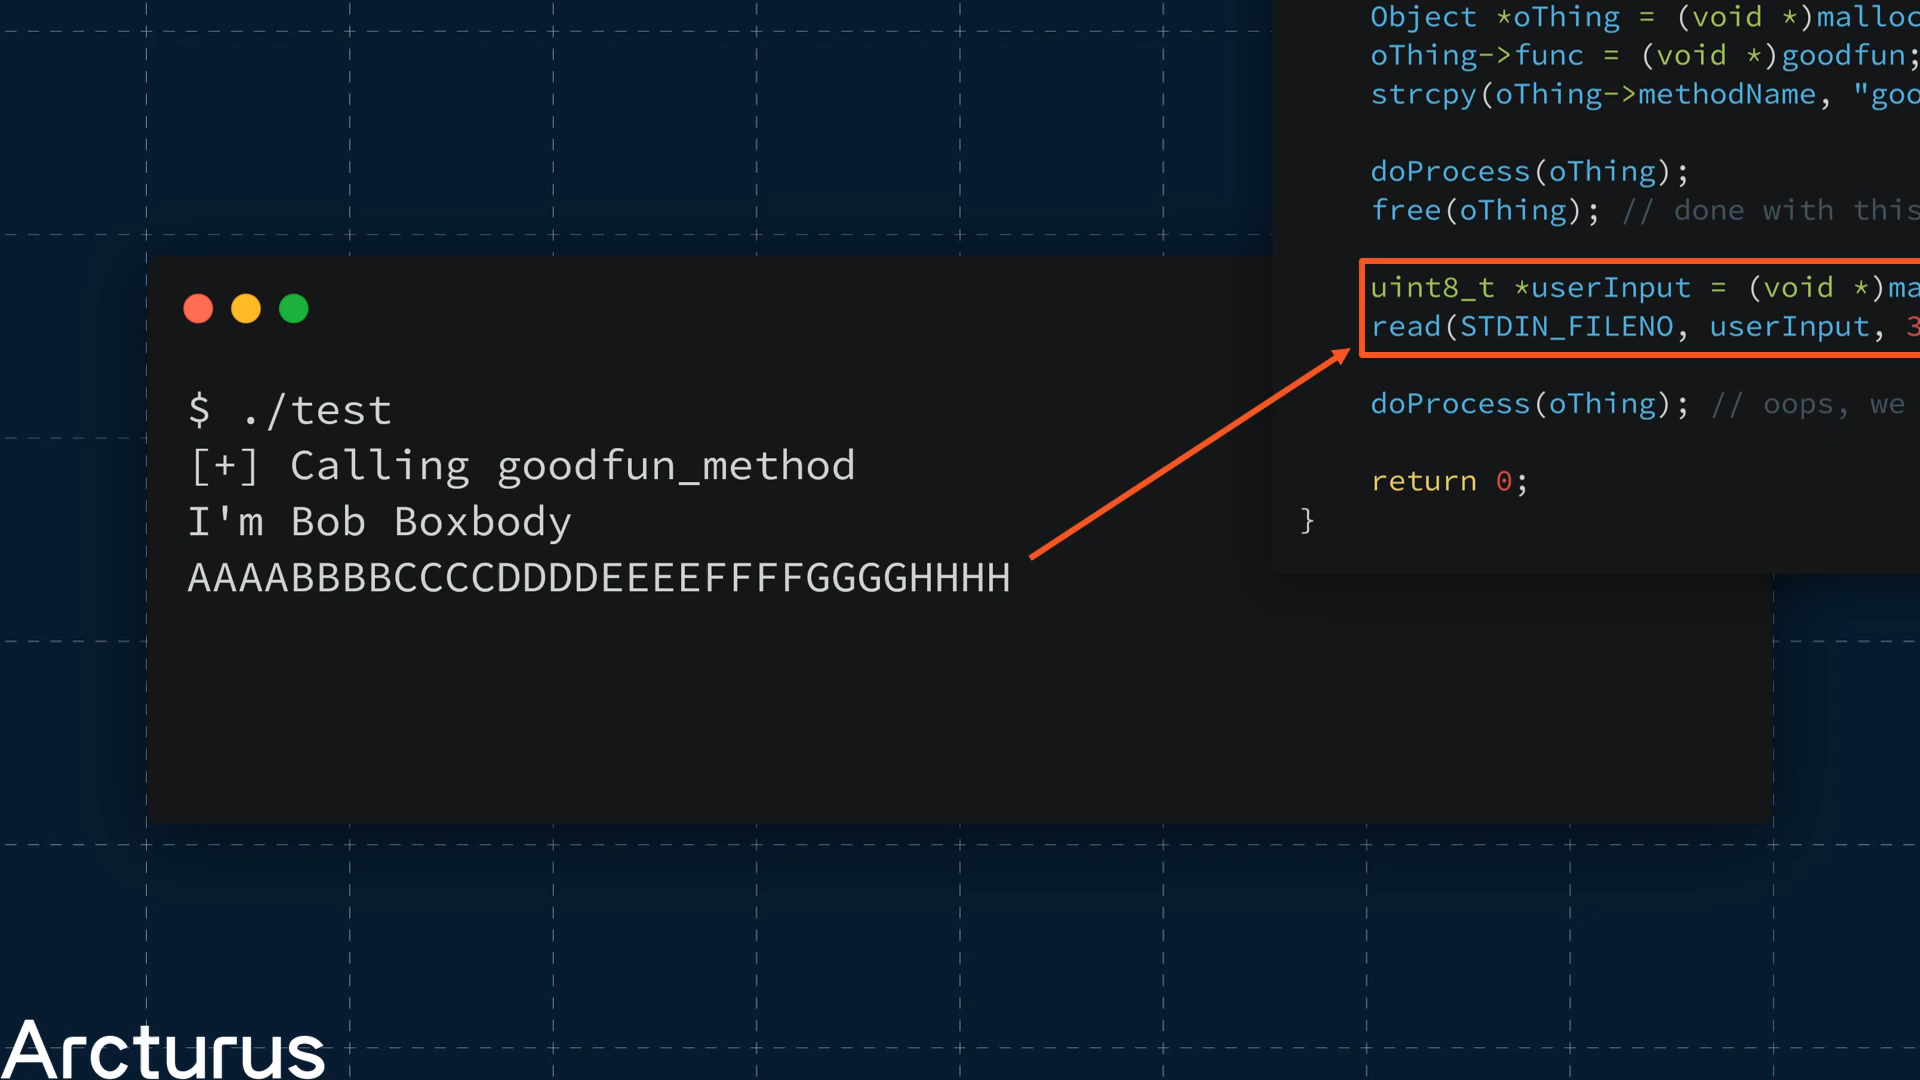 $ ./test
[+] Calling goodfun_method
I'm Bob Boxbody
AAAABBBBCCCCDDDDEEEEFFFFGGGGHHHH
Object *oThing = (void *)malloc
oThing->func = (void *)goodfun;
strcpy(oThing->methodName, "goo
doProcess(oThing);
free(oThing); // done with this
uint8_t *userInput = (void *)ma
read(STDIN_FILENO, userInput, 3
doProcess(oThing); // oops, we
return 0;
}
Arcturus